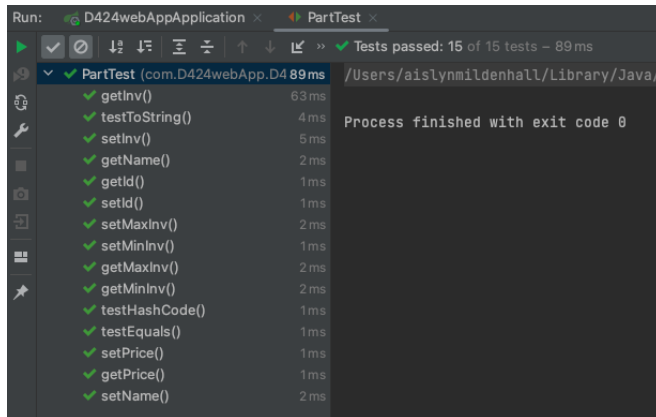 Run: D424webAppApplication × PartTest ×
» Tests passed: 15 of 15 tests – 89 ms
PartTest (com.D424webApp.D4 89 ms
getInv() 63 ms
testToString() 4 ms
setInv() 5 ms
getName() 2 ms
getId() 1 ms
setId() 1 ms
setMaxInv() 2 ms
setMinInv() 1 ms
getMaxInv() 2 ms
getMinInv() 2 ms
testHashCode() 1 ms
testEquals() 1 ms
setPrice() 1 ms
getPrice() 1 ms
setName() 2 ms
/Users/aislynmildenhall/Library/Java/
Process finished with exit code 0